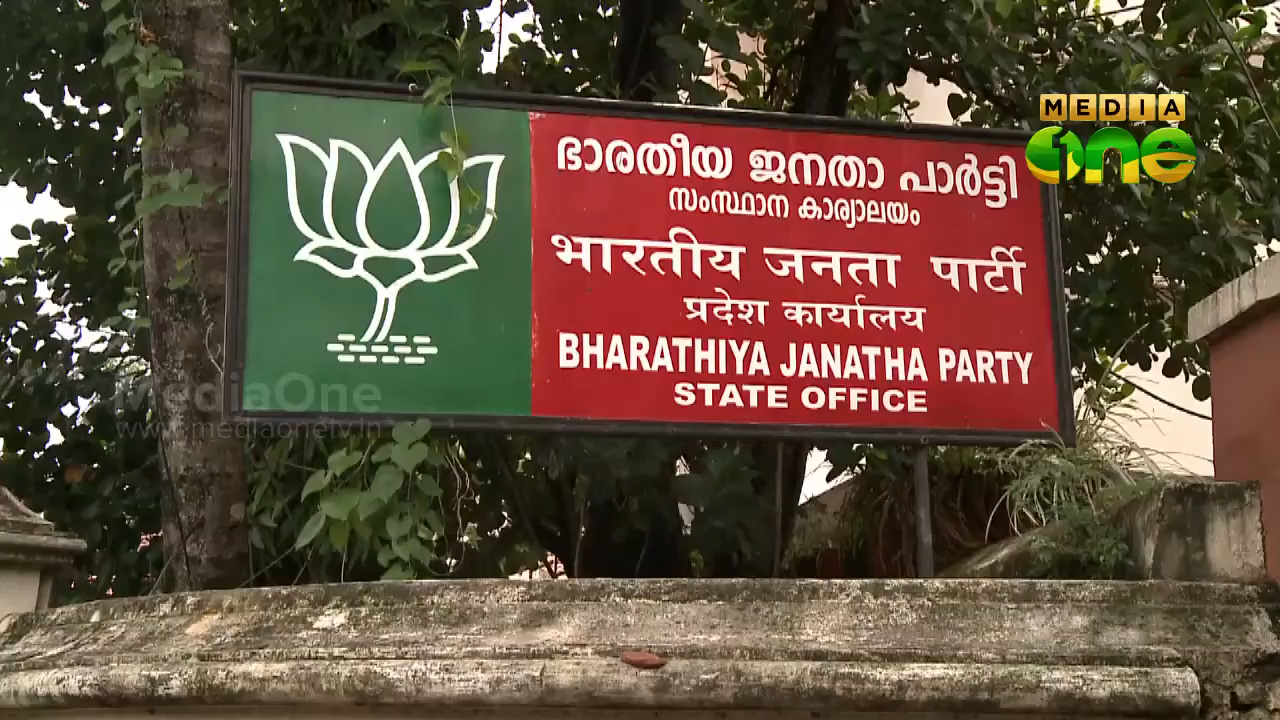 MEDIA
One
ഭാരതീയ ജനതാ പാർട്ടി
സംസ്ഥാന കാര്യാലയം
भारतीय जनता पार्टी
प्रदेश कार्यालय
BHARATHIYA JANATHA PARTY
STATE OFFICE
MediaOne
www.mediaonetv.in